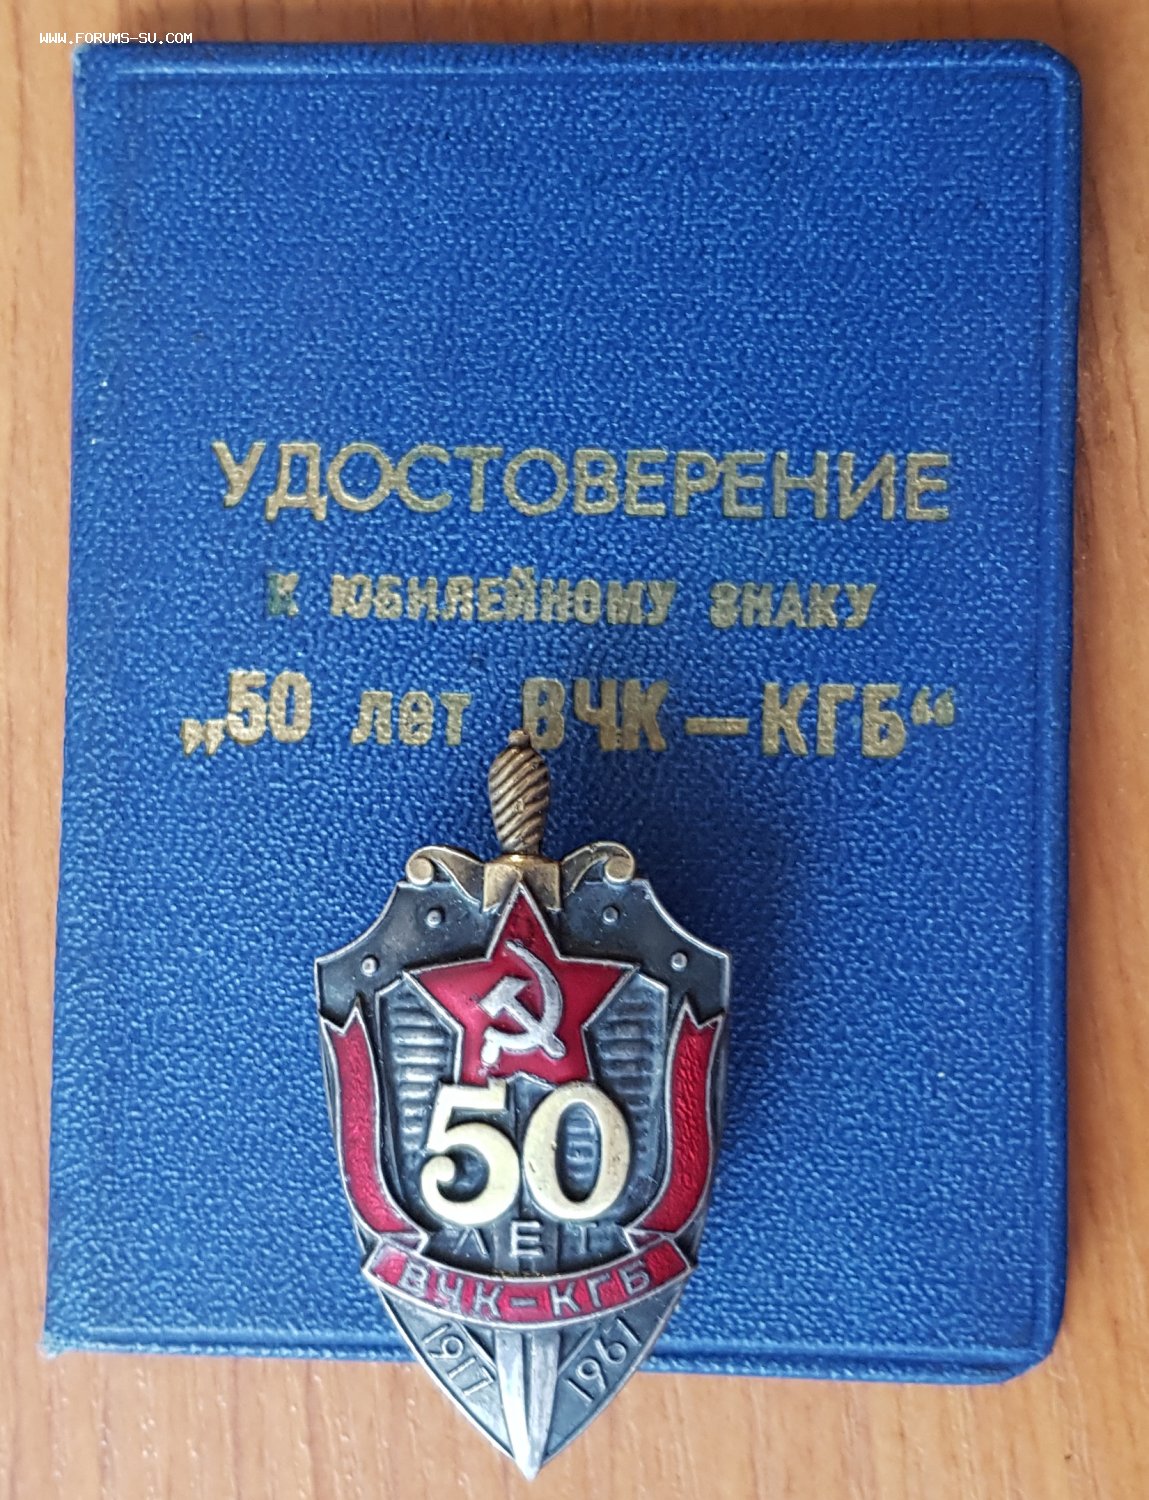 www.FORUMS-SU.COM
УДОСТОВЕРЕНИЕ
К ЮБИЛЕЙНОМУ ЗНАКУ
„50 лет ВЧК—КГБ“
50
ЛЕТ
ВЧК-КГБ
1917 1967